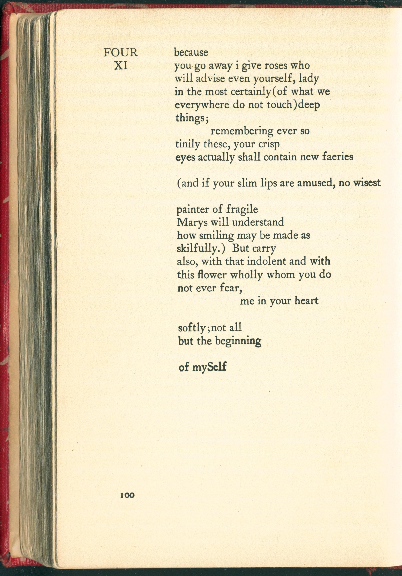 FOUR
XI
because
you go away i give roses who
will advise even yourself, lady
in the most certainly(of what we
everywhere do not touch)deep
things;
remembering ever so
tinily these, your crisp
eyes actually shall contain new faeries
(and if your slim lips are amused, no wisest
painter of fragile
Marys will understand
how smiling may be made as
skilfully.) But carry
also, with that indolent and with
this flower wholly whom you do
not ever fear,
me in your heart
softly;not all
but the beginning
of mySelf
100